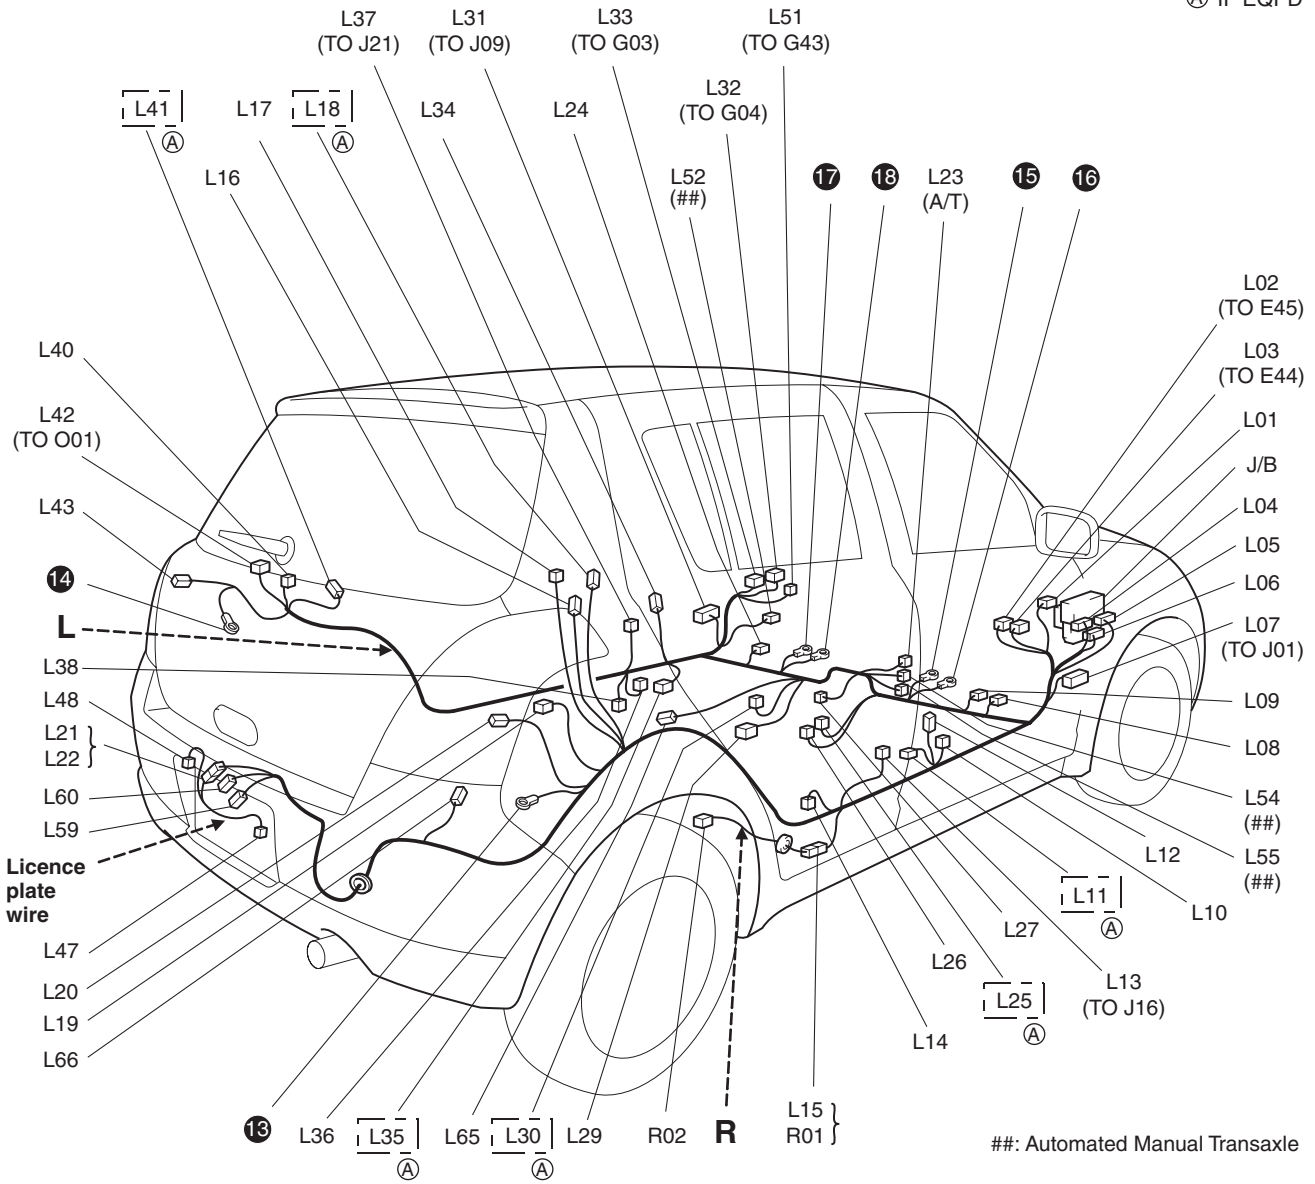 Ⓐ IF EQPD
L37
(TO J21)
L31
(TO J09)
L33
(TO G03)
L51
(TO G43)
L32
(TO G04)
L41
Ⓐ
L17
L18
Ⓐ
L34
L24
L16
L52
(##)
17
18
L23
(A/T)
15
16
L02
(TO E45)
L03
(TO E44)
L01
J/B
L04
L05
L06
L07
(TO J01)
L09
L08
L54
(##)
L55
(##)
L12
L10
L11
Ⓐ
L27
L26
L13
(TO J16)
L25
Ⓐ
L14
L40
L42
(TO O01)
L43
14
L
L38
L48
L21
L22
L60
L59
Licence
plate
wire
L47
L20
L19
L66
13
L36
L35
Ⓐ
L65
L30
Ⓐ
L29
R02
R
L15
R01
##: Automated Manual Transaxle